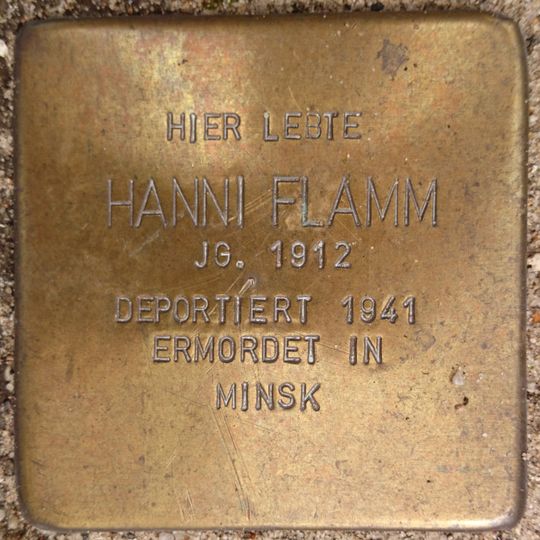 HIER LEBTE
HANNI FLAMM
JG. 1912
DEPORTIERT 1941
ERMORDET IN
MINSK